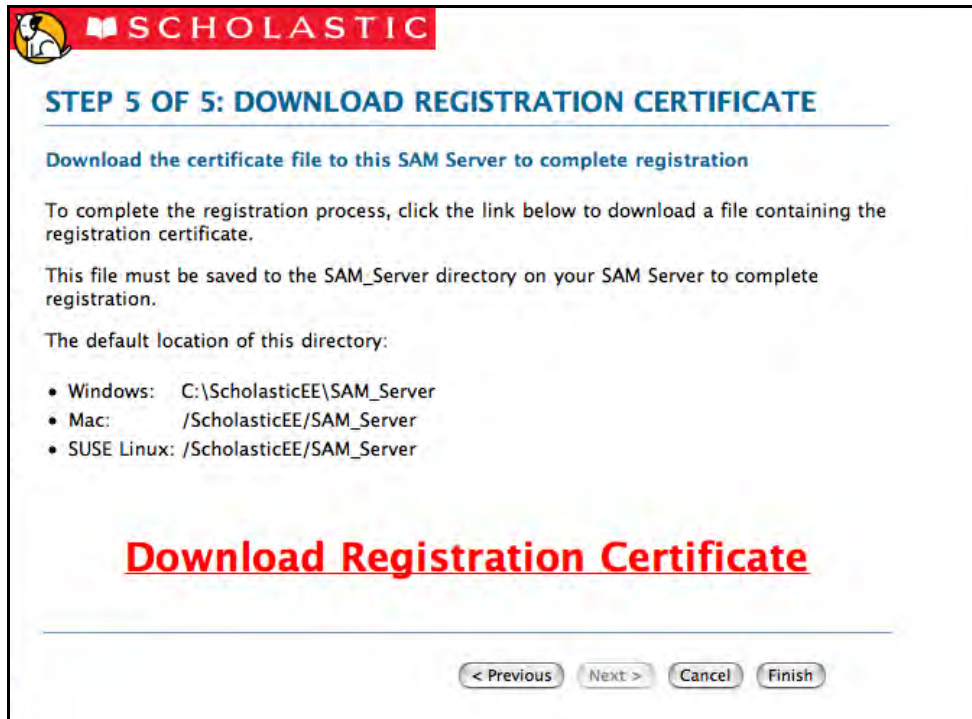 SCHOLASTIC
STEP 5 OF 5: DOWNLOAD REGISTRATION CERTIFICATE
Download the certificate file to this SAM Server to complete registration
To complete the registration process, click the link below to download a file containing the
registration certificate.
This file must be saved to the SAM_Server directory on your SAM Server to complete
registration.
The default location of this directory:
• Windows: C:\ScholasticEE\SAM_Server
• Mac: /ScholasticEE/SAM_Server
• SUSE Linux: /ScholasticEE/SAM_Server
Download Registration Certificate
< Previous Next > Cancel Finish